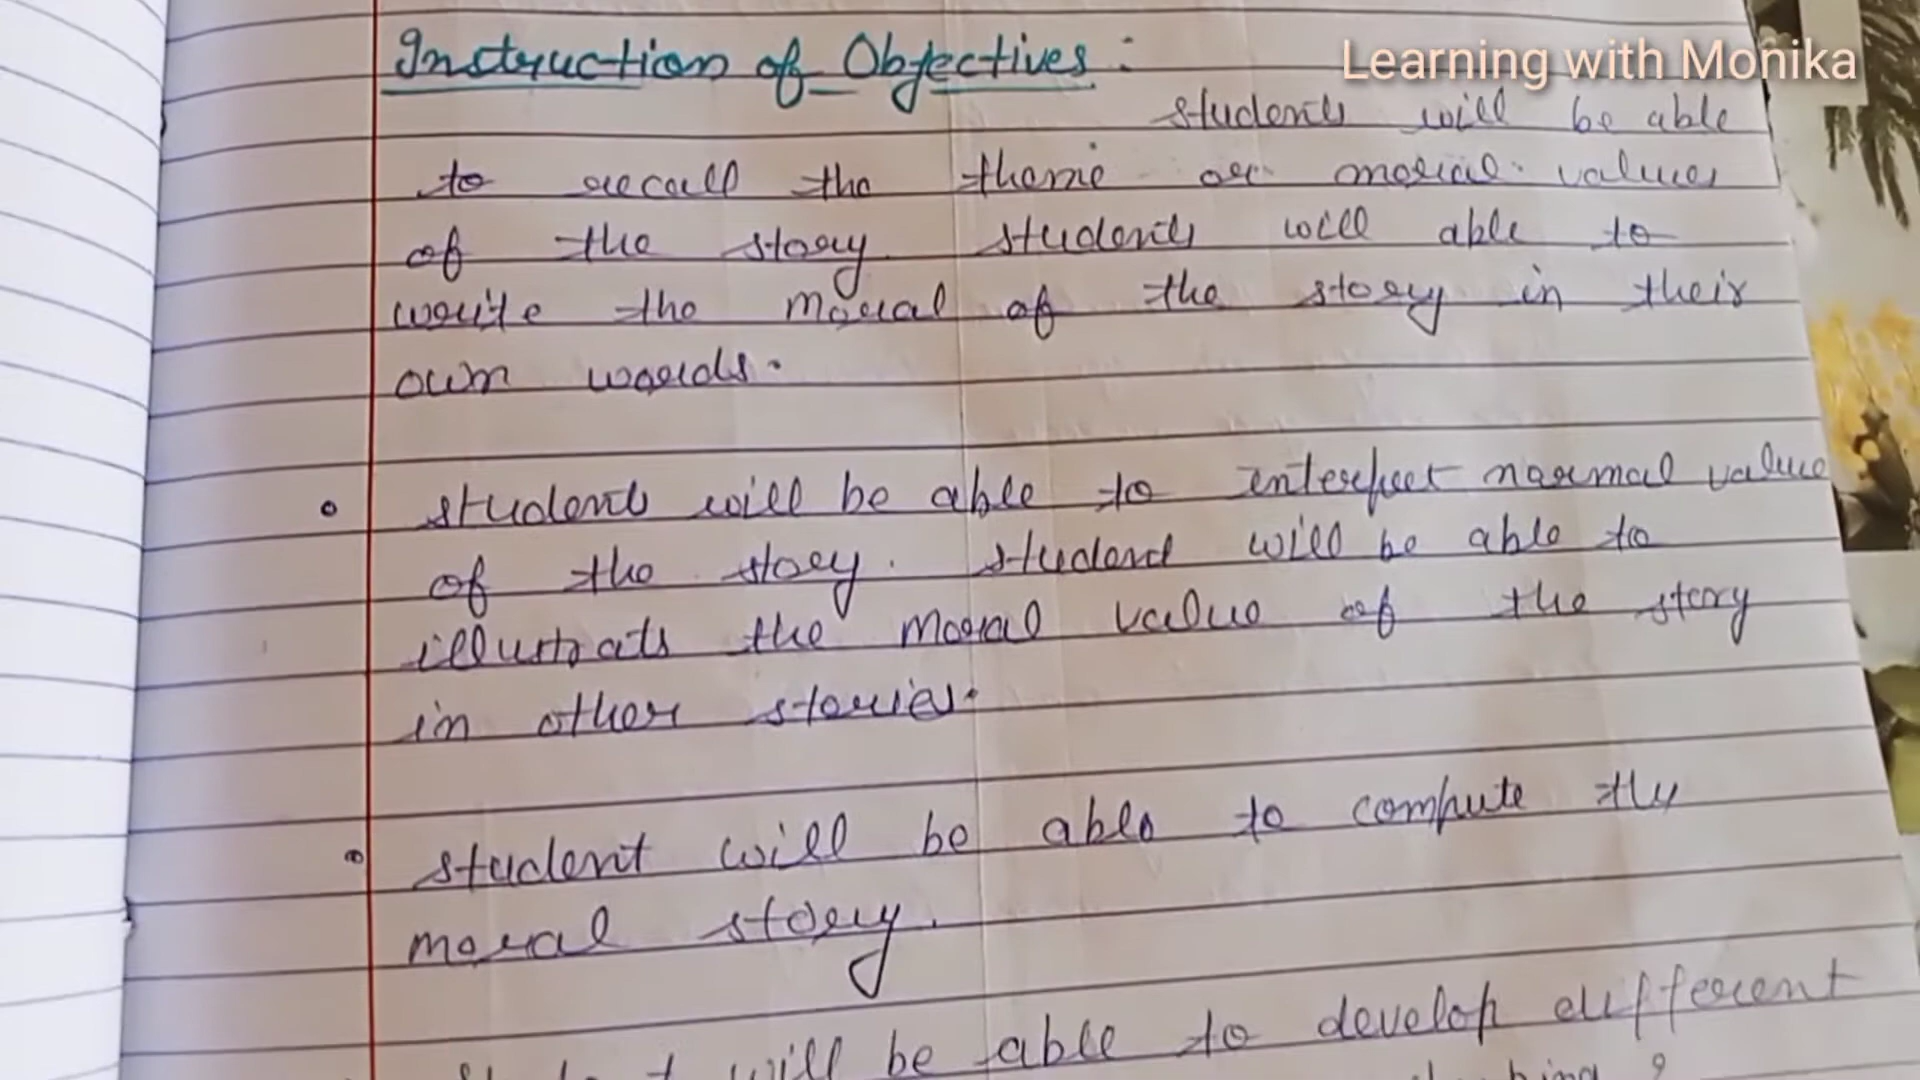 Instruction of Objectives :
Learning with Monika
students will be able
to recall the theme or moral values
of the story. students will able to
write the moral of the story in their
own words.
students will be able to interpret normal value
of the story. student will be able to
illustrats the moral value of the story
in other stories.
student will be able to compute the
moral story.
will be able to develop different